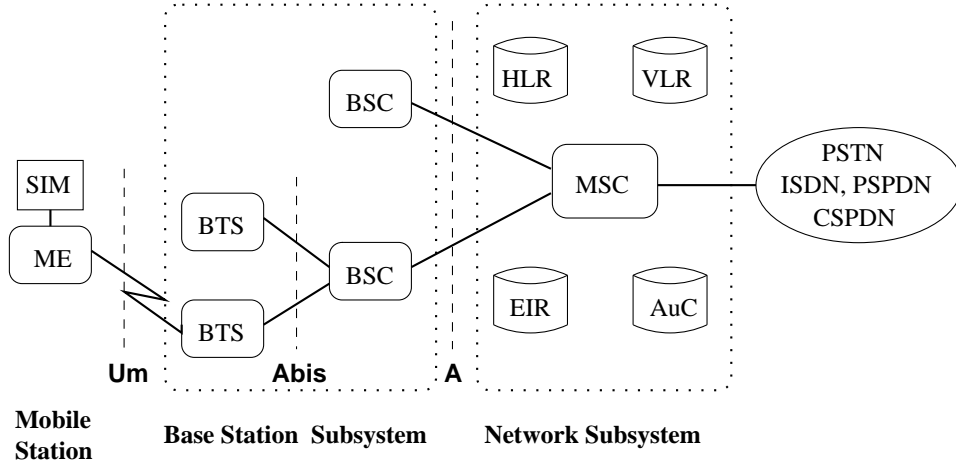 HLR
VLR
BSC
PSTN
ISDN, PSPDN
CSPDN
MSC
SIM
BTS
ME
BSC
BTS
EIR
AuC
Um
Abis
A
Mobile
Station
Base Station Subsystem
Network Subsystem